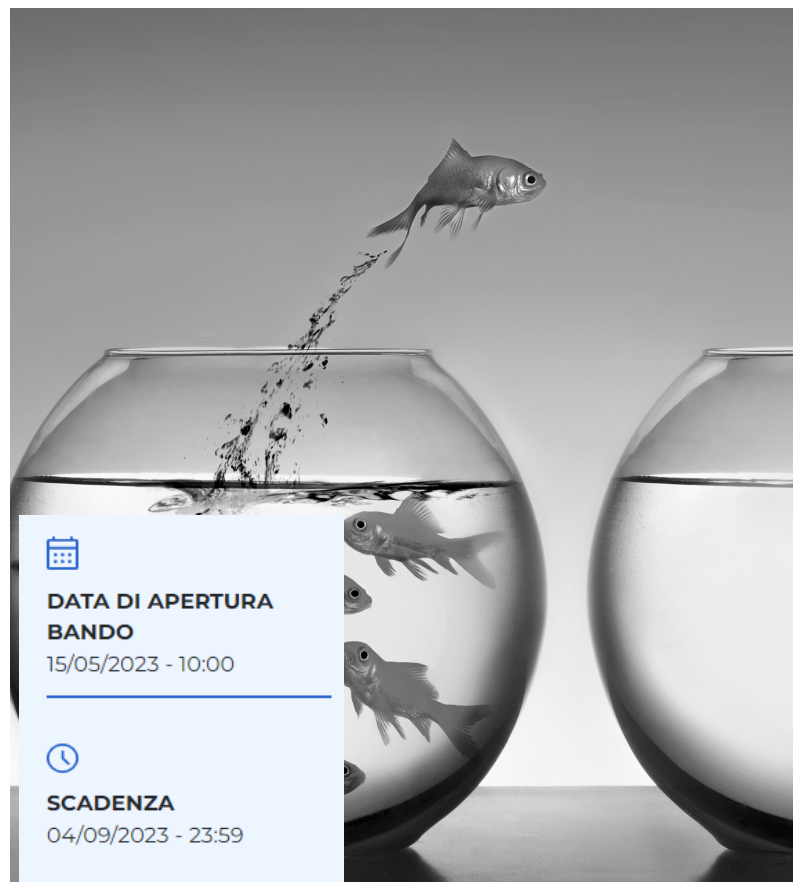 DATA DI APERTURA
BANDO
15/05/2023 - 10:00
SCADENZA
04/09/2023 - 23:59